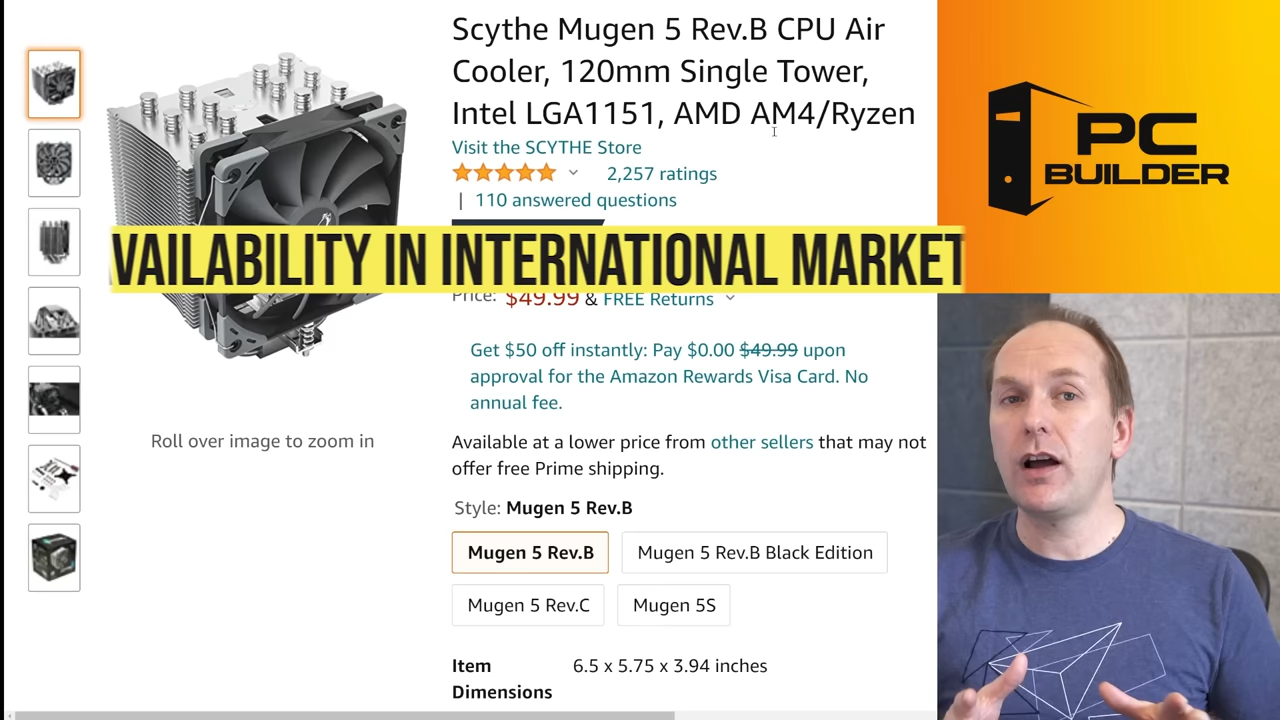 Scythe Mugen 5 Rev.B CPU Air
Cooler, 120mm Single Tower,
Intel LGA1151, AMD AM4/Ryzen
Visit the SCYTHE Store
2,257 ratings
| 110 answered questions
VAILABILITY IN INTERNATIONAL MARKET
Price: $49.99 & FREE Returns
Get $50 off instantly: Pay $0.00 $49.99 upon
approval for the Amazon Rewards Visa Card. No
annual fee.
Roll over image to zoom in
Available at a lower price from other sellers that may not
offer free Prime shipping.
Style: Mugen 5 Rev.B
Mugen 5 Rev.B
Mugen 5 Rev.B Black Edition
Mugen 5 Rev.C
Mugen 5S
Item 6.5 x 5.75 x 3.94 inches
Dimensions
PC
BUILDER